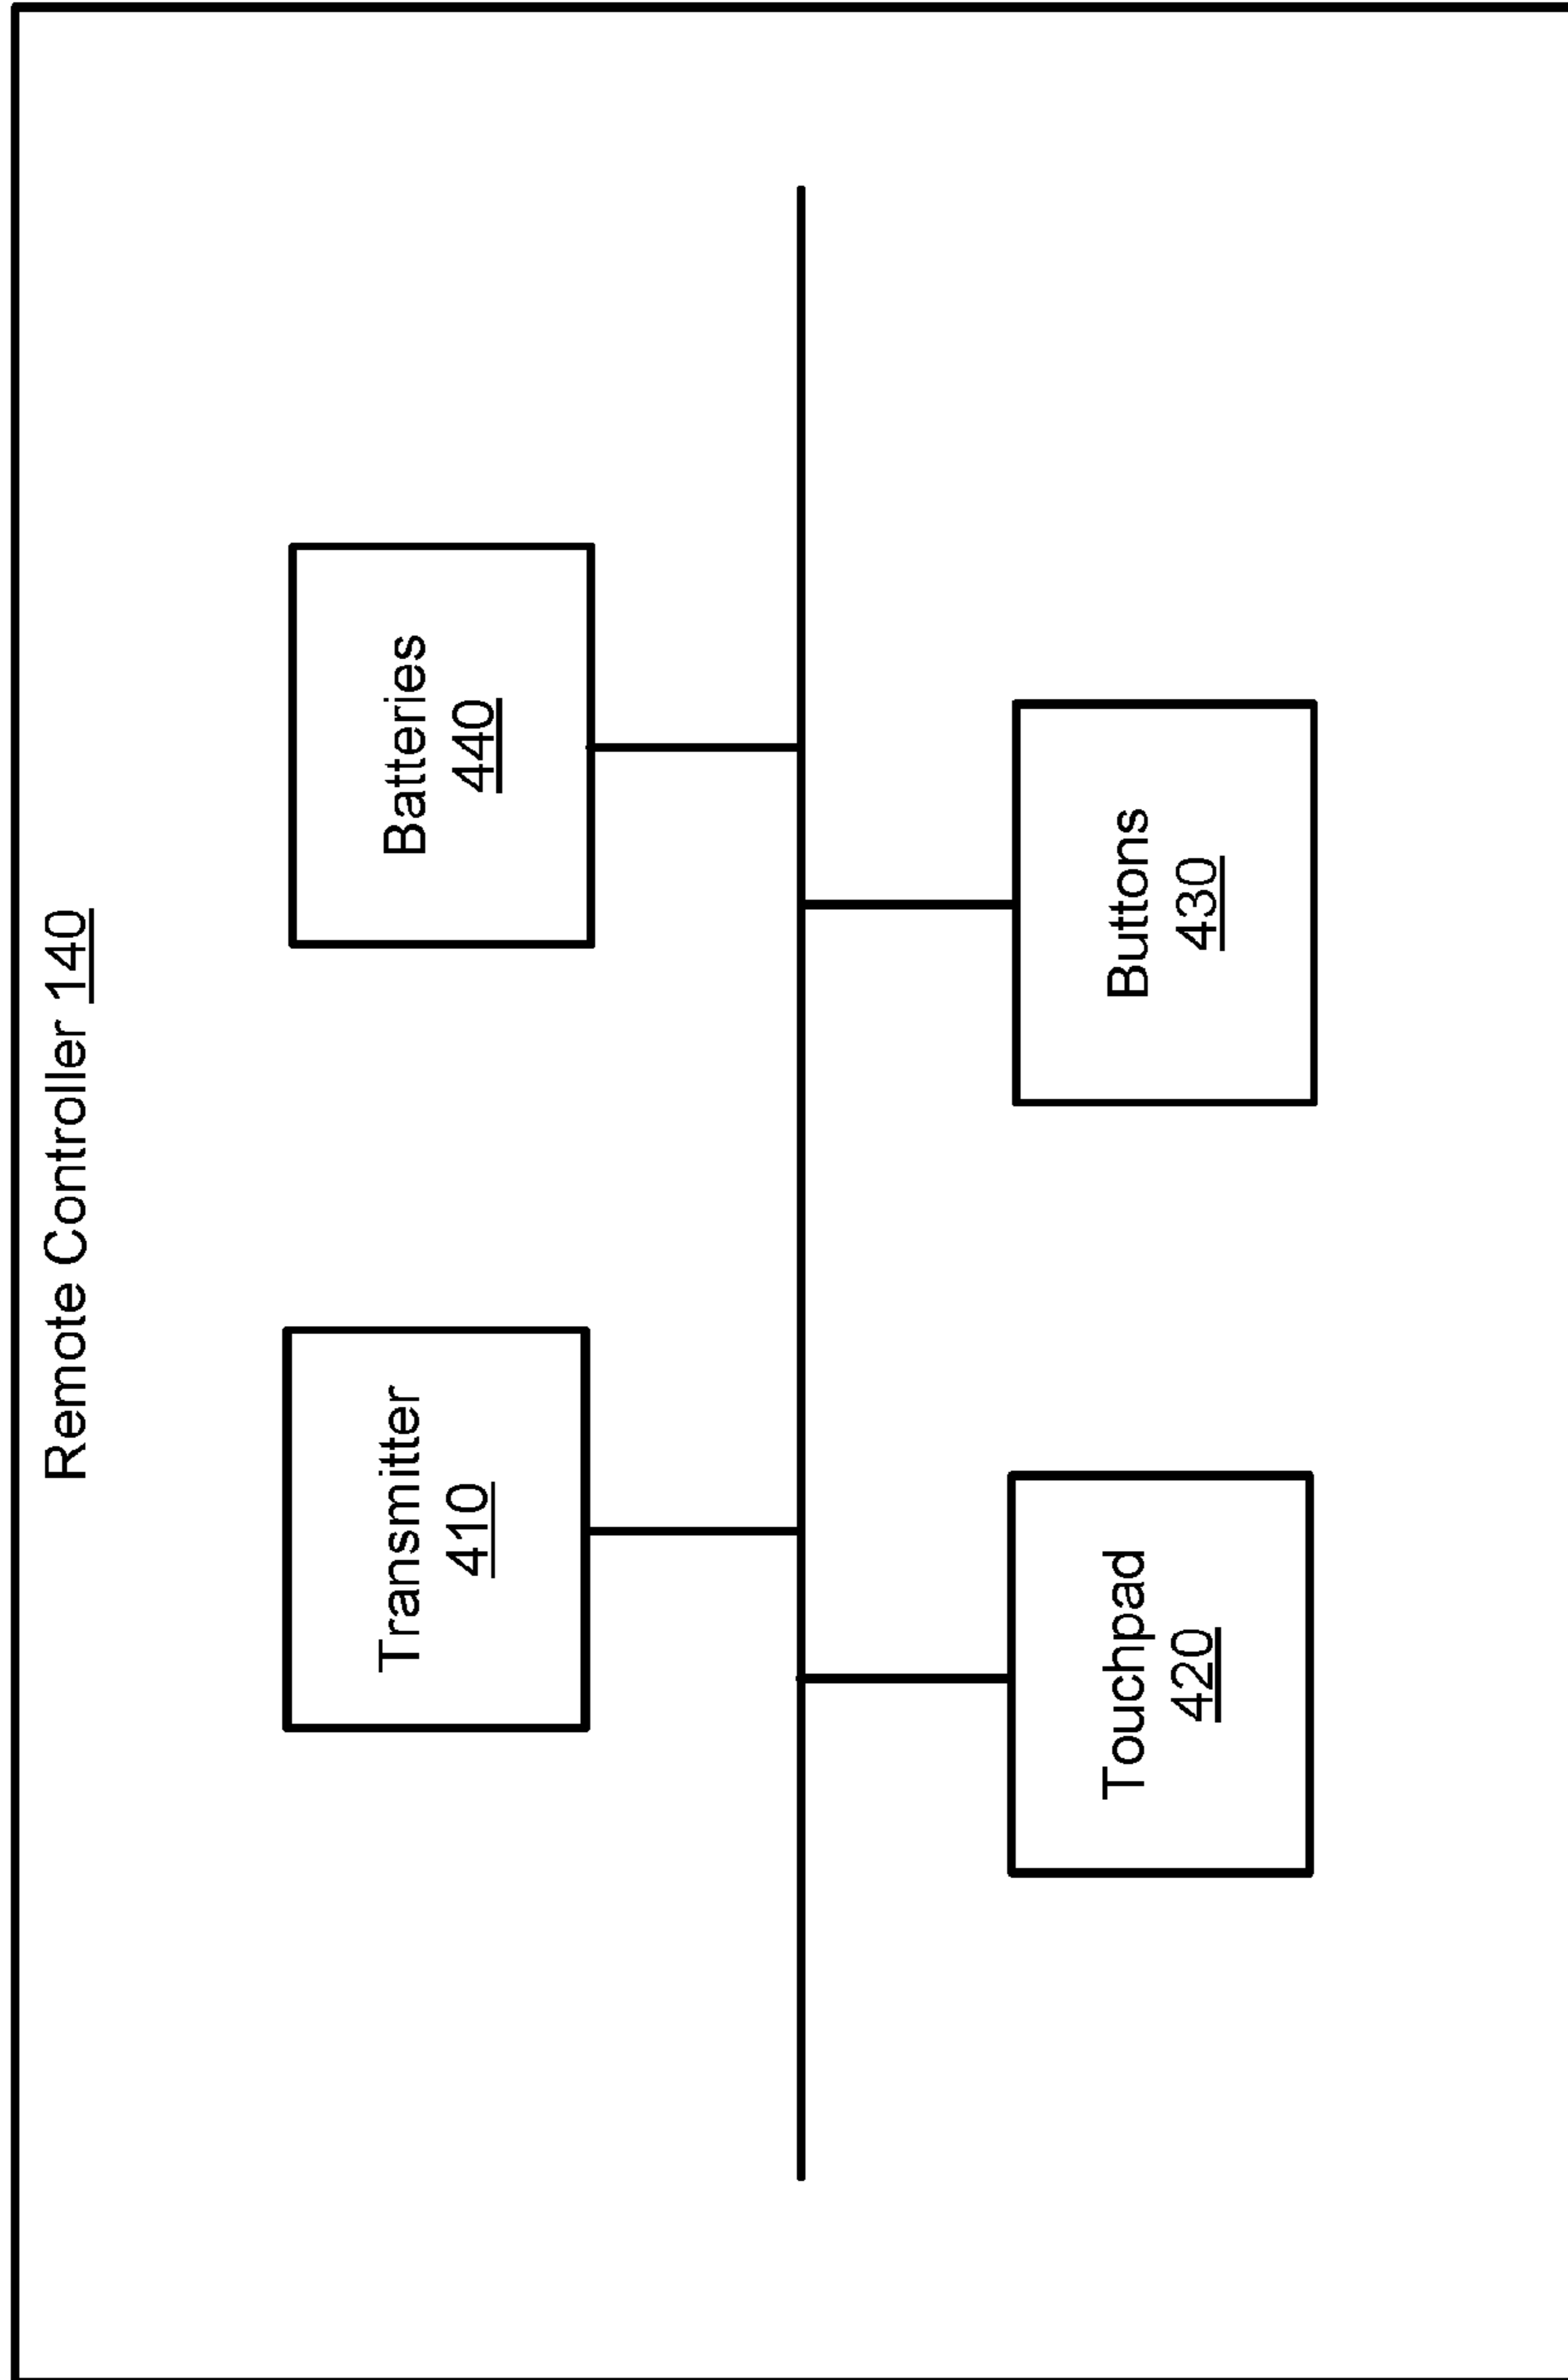 Remote Controller 140
Transmitter
410
Batteries
440
Touchpad
420
Buttons
430